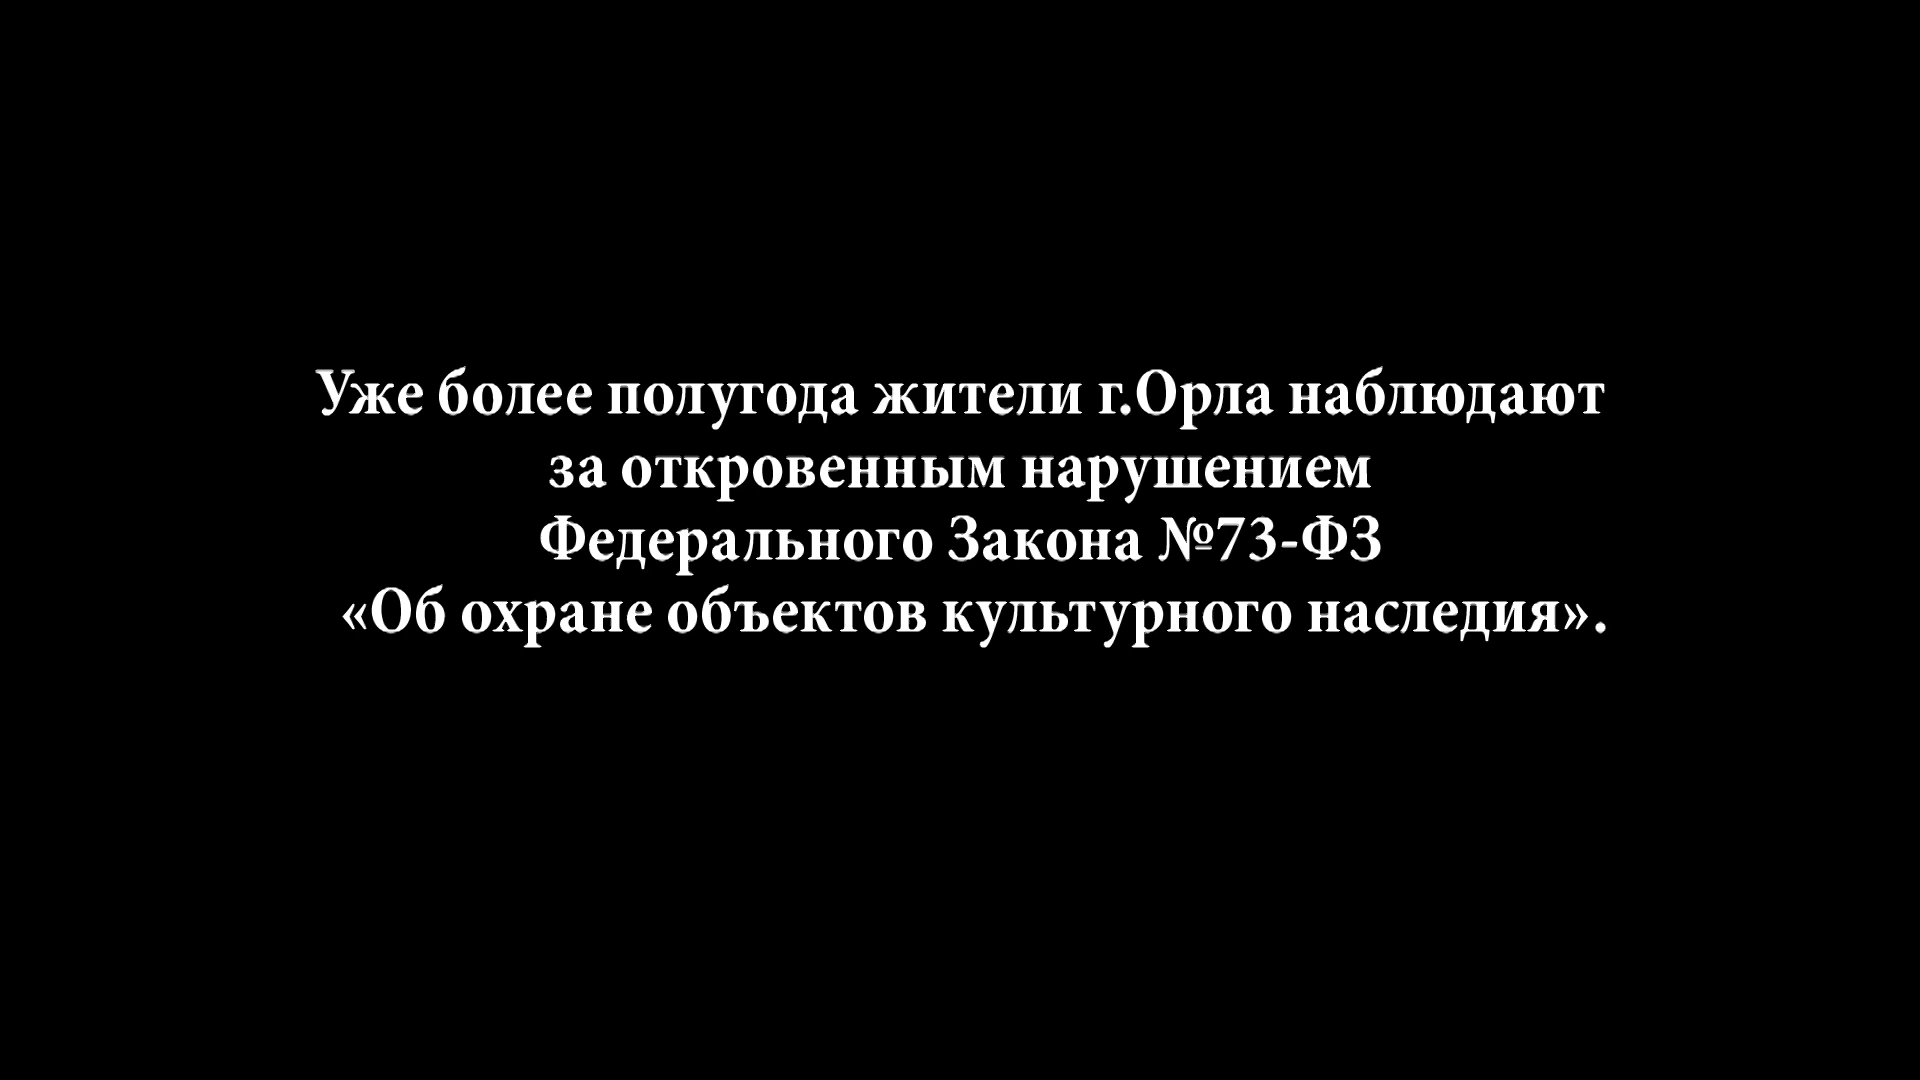 Уже более полугода жители г.Орла наблюдают
за откровенным нарушением
Федерального Закона №73-ФЗ
«Об охране объектов культурного наследия».